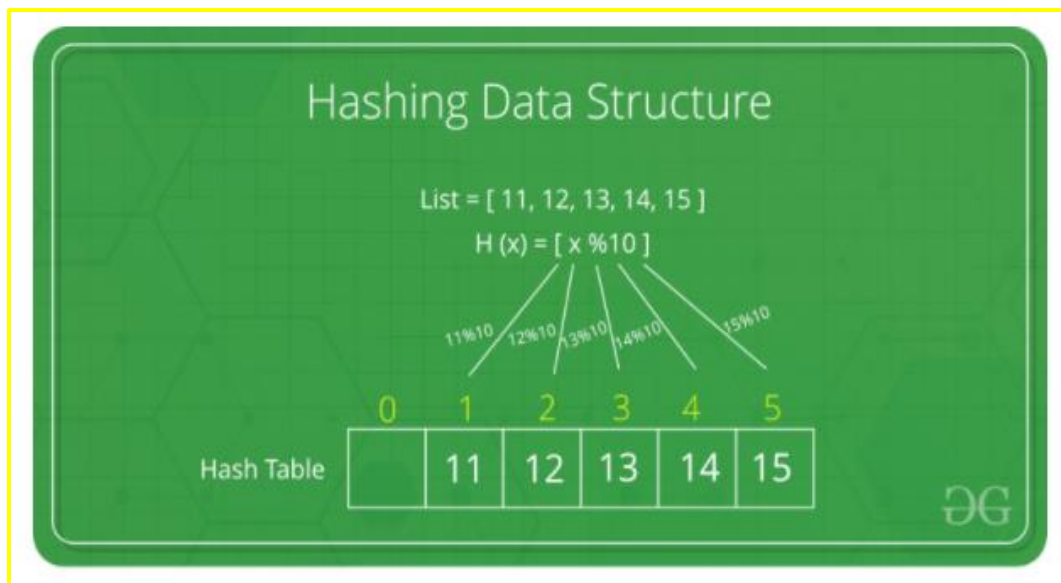 Hashing Data Structure
List = [ 11, 12, 13, 14, 15 ]
H (x) = [ x %10 ]
11%10 12%10 13%10 14%10 15%10
0 1 2 3 4 5
Hash Table 11 12 13 14 15
GG